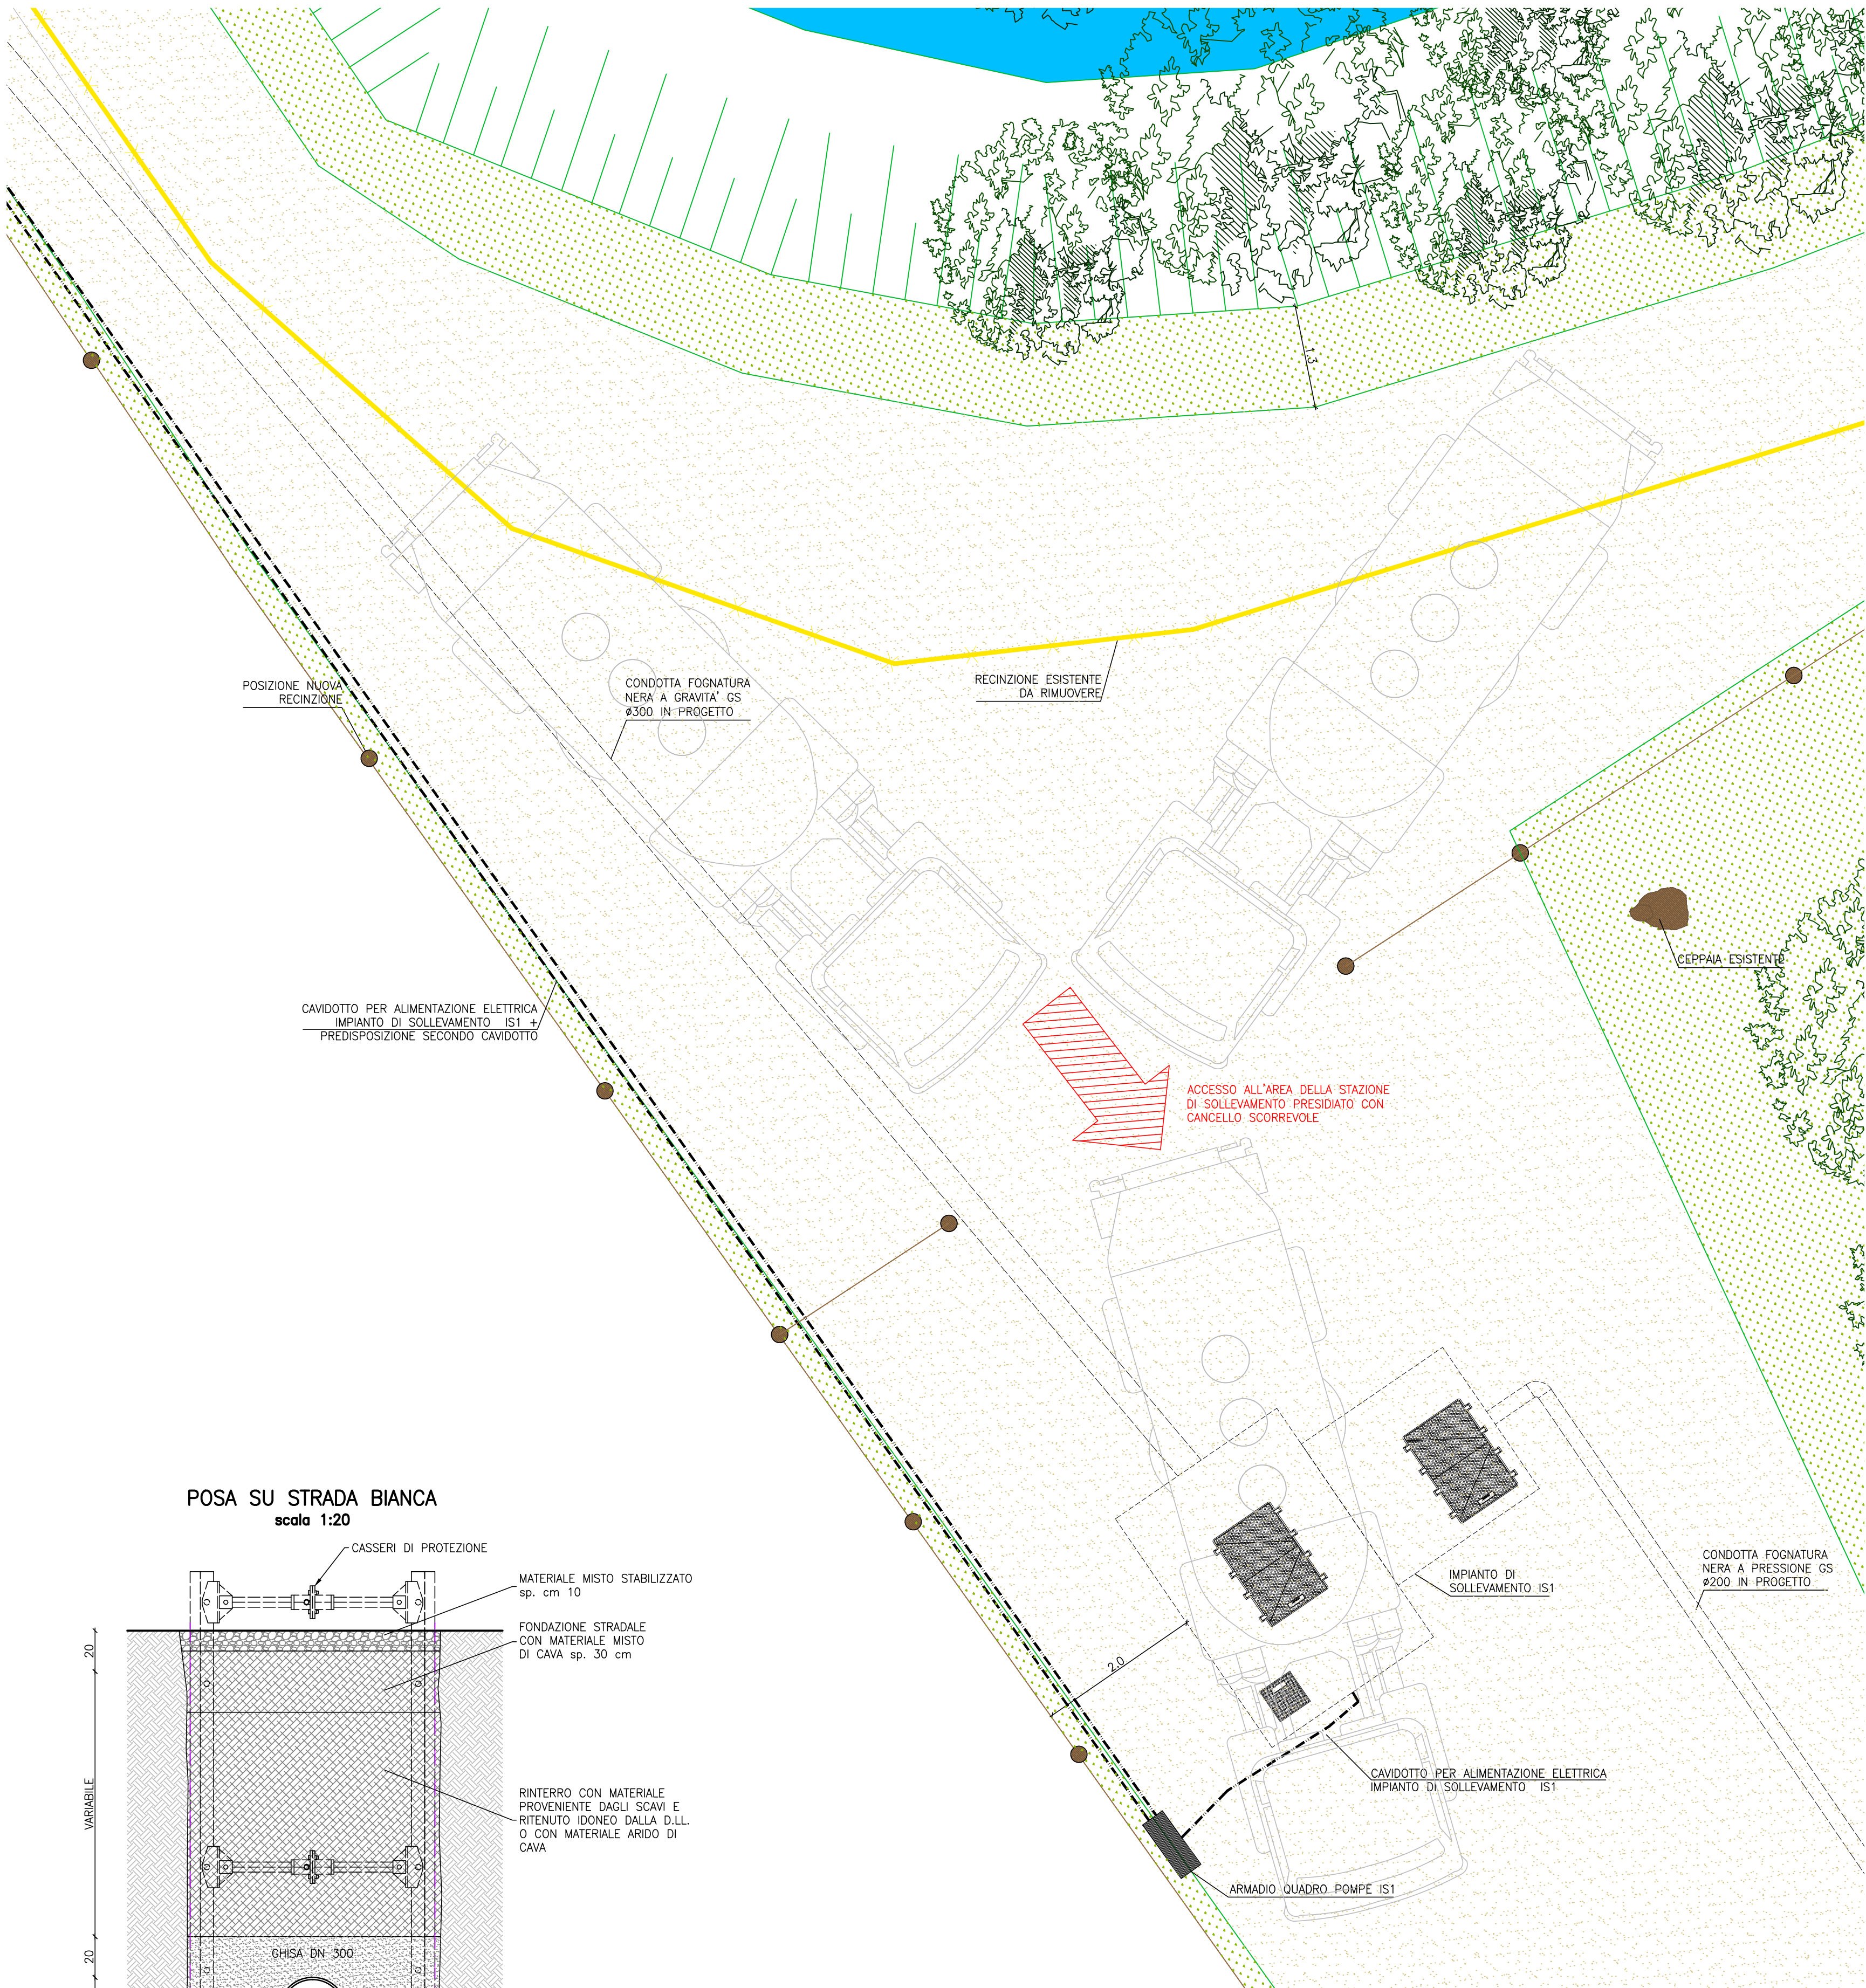 1.3
POSIZIONE NUOVA
RECINZIONE
CONDOTTA FOGNATURA
NERA A GRAVITA' GS
ø300 IN PROGETTO
RECINZIONE ESISTENTE
DA RIMUOVERE
CEPPAIA ESISTENTE
CAVIDOTTO PER ALIMENTAZIONE ELETTRICA
IMPIANTO DI SOLLEVAMENTO IS1 +
PREDISPOSIZIONE SECONDO CAVIDOTTO
ACCESSO ALL'AREA DELLA STAZIONE
DI SOLLEVAMENTO PRESIDIATO CON
CANCELLO SCORREVOLE
POSA SU STRADA BIANCA
scala 1:20
CASSERI DI PROTEZIONE
MATERIALE MISTO STABILIZZATO
sp. cm 10
FONDAZIONE STRADALE
CON MATERIALE MISTO
DI CAVA sp. 30 cm
20
VARIABILE
RINTERRO CON MATERIALE
PROVENIENTE DAGLI SCAVI E
RITENUTO IDONEO DALLA D.LL.
O CON MATERIALE ARIDO DI
CAVA
20
GHISA DN 300
IMPIANTO DI
SOLLEVAMENTO IS1
CONDOTTA FOGNATURA
NERA A PRESSIONE GS
ø200 IN PROGETTO
2.0
CAVIDOTTO PER ALIMENTAZIONE ELETTRICA
IMPIANTO DI SOLLEVAMENTO IS1
ARMADIO QUADRO POMPE IS1